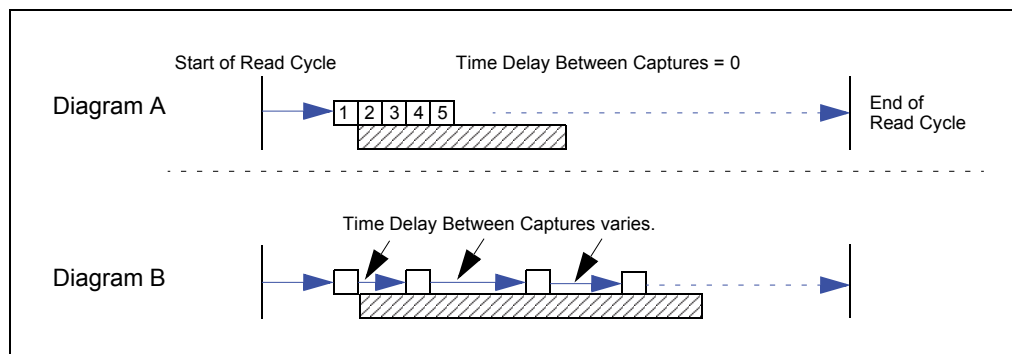 Start of Read Cycle
Time Delay Between Captures = 0
Diagram A
1 2 3 4 5
End of
Read Cycle
Time Delay Between Captures varies.
Diagram B